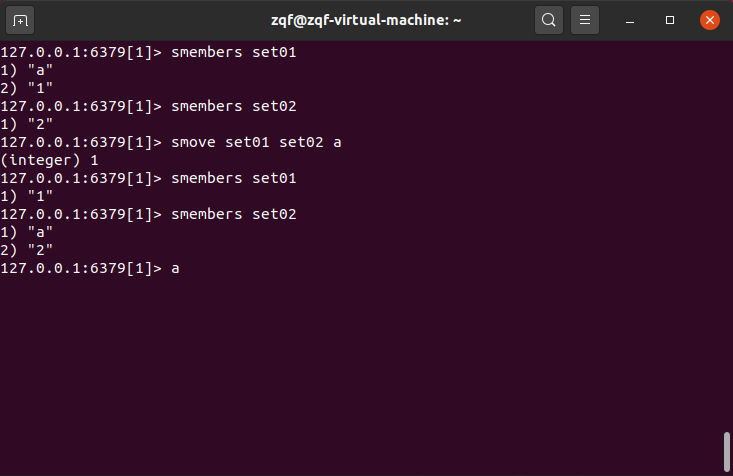 zqf@zqf-virtual-machine: ~
127.0.0.1:6379[1]> smembers set01
1) "a"
2) "1"
127.0.0.1:6379[1]> smembers set02
1) "2"
127.0.0.1:6379[1]> smove set01 set02 a
(integer) 1
127.0.0.1:6379[1]> smembers set01
1) "1"
127.0.0.1:6379[1]> smembers set02
1) "a"
2) "2"
127.0.0.1:6379[1]> a